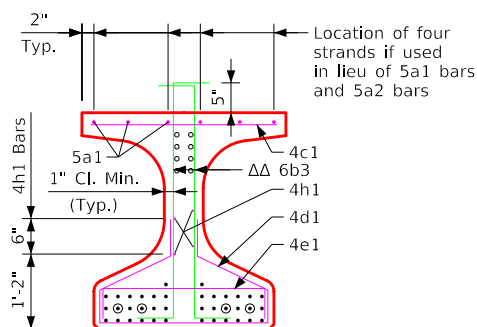 2"
Typ.
Location of four
strands if used
in lieu of 5a1 bars
and 5a2 bars
5"
4h1 Bars
5a1
4c1
1" Cl. Min.
(Typ.)
ΔΔ 6b3
4h1
4d1
4e1
6"
1'-2"